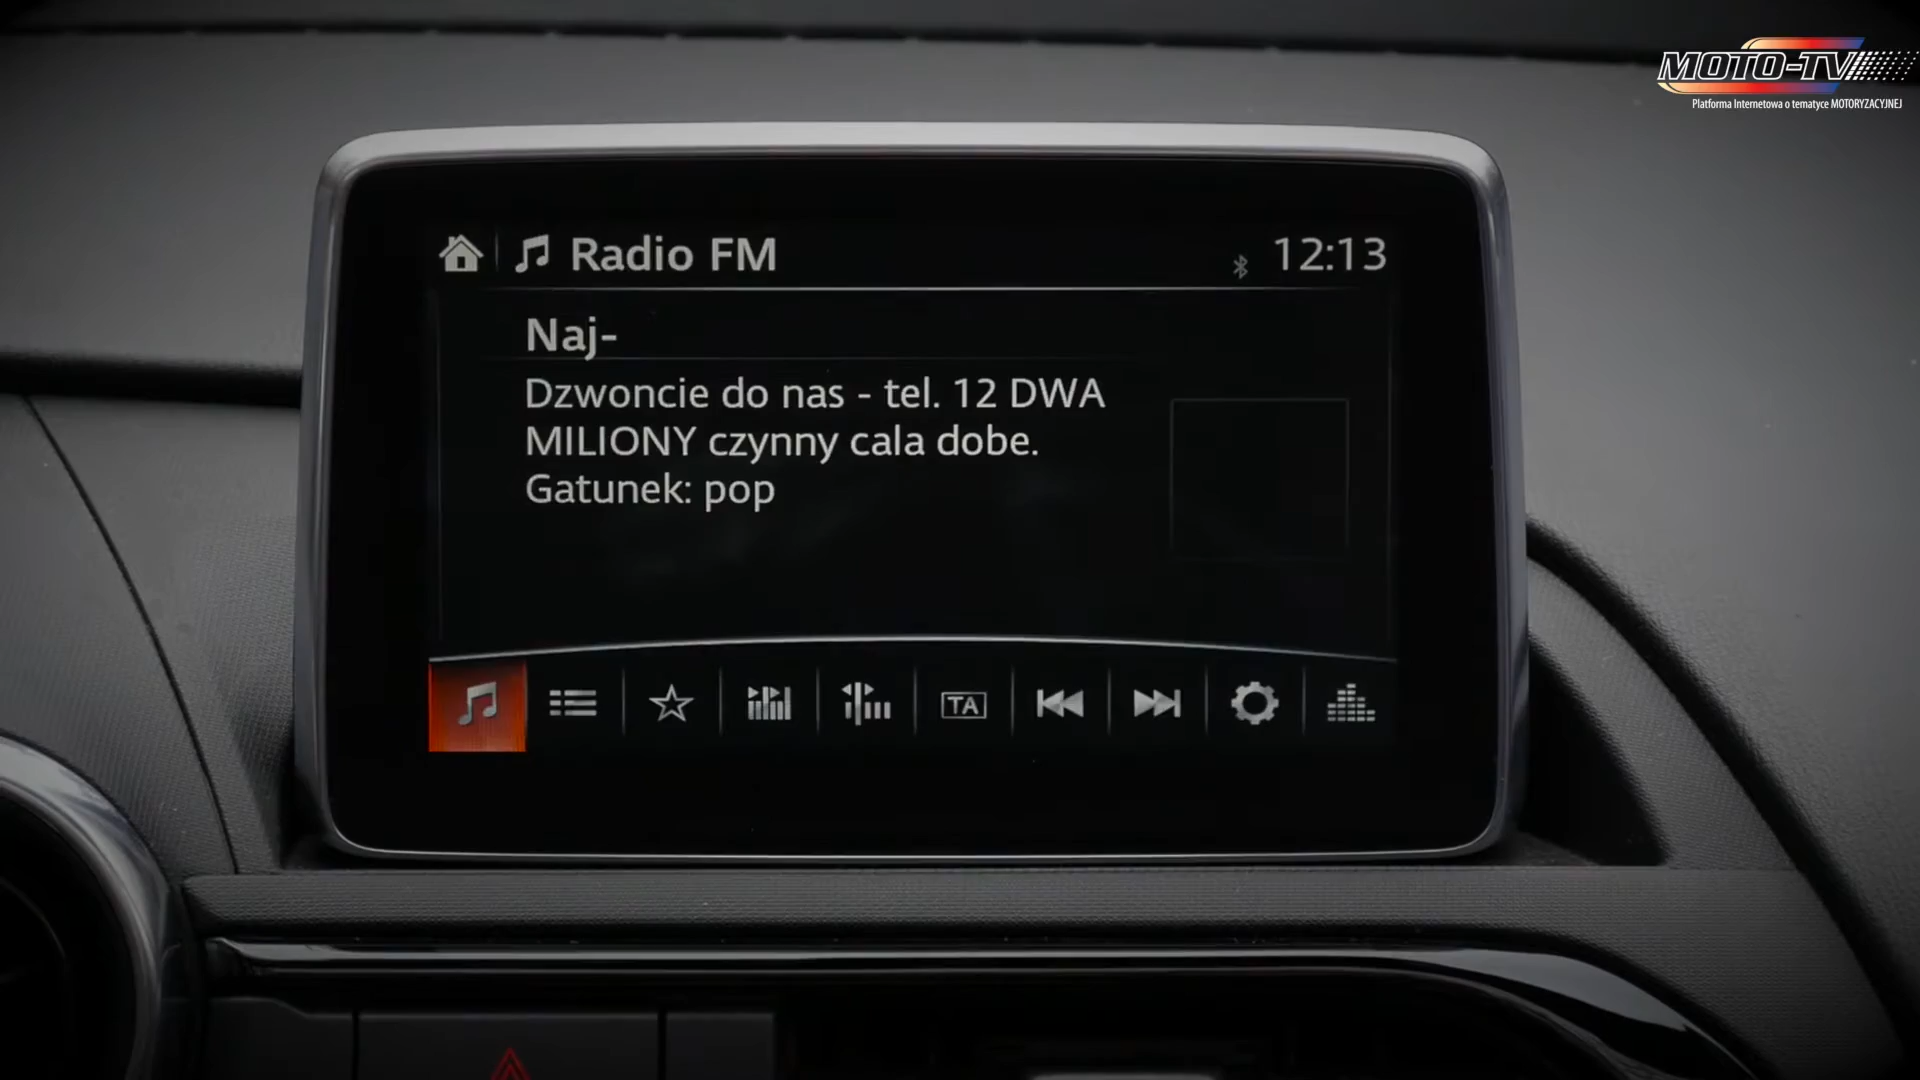 MOTO-TV
Platforma Internetowa o tematyce MOTORYZACYJNEJ
Radio FM
12:13
Naj-
Dzwoncie do nas - tel. 12 DWA
MILIONY czynny cala dobe.
Gatunek: pop
TA